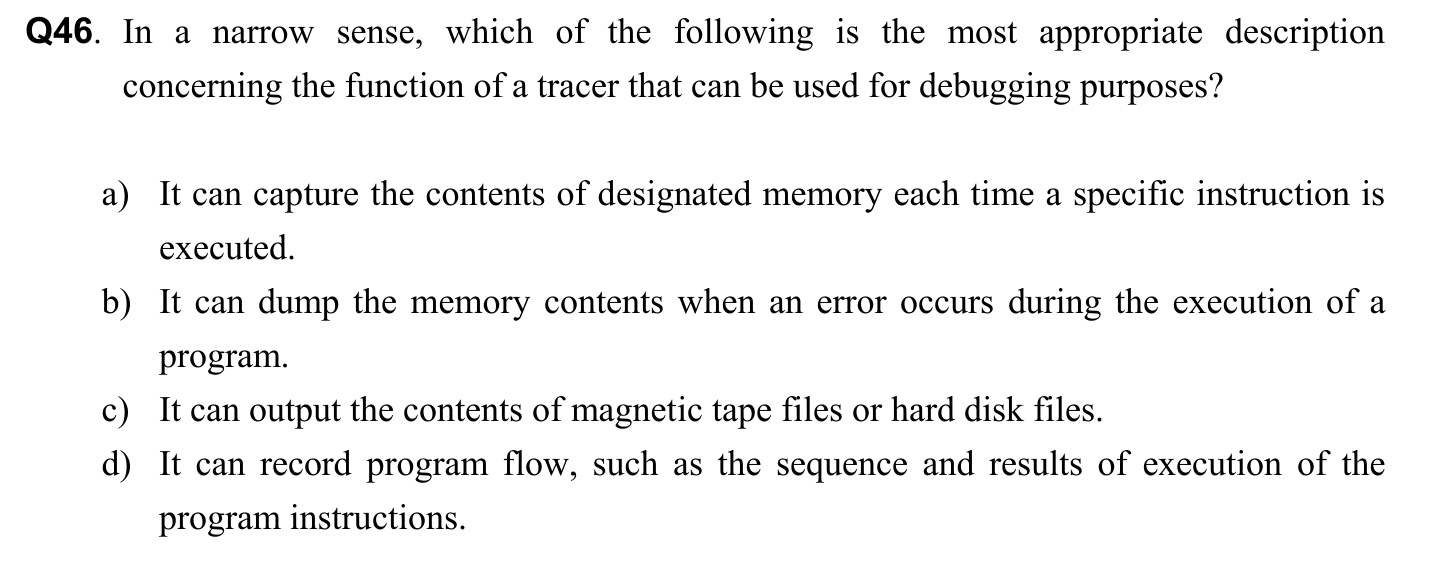 Q46. In a narrow sense, which of the following is the most appropriate description
concerning the function of a tracer that can be used for debugging purposes?
a) It can capture the contents of designated memory each time a specific instruction is
executed.
b) It can dump the memory contents when an error occurs during the execution of a
program.
c) It can output the contents of magnetic tape files or hard disk files.
d) It can record program flow, such as the sequence and results of execution of the
program instructions.